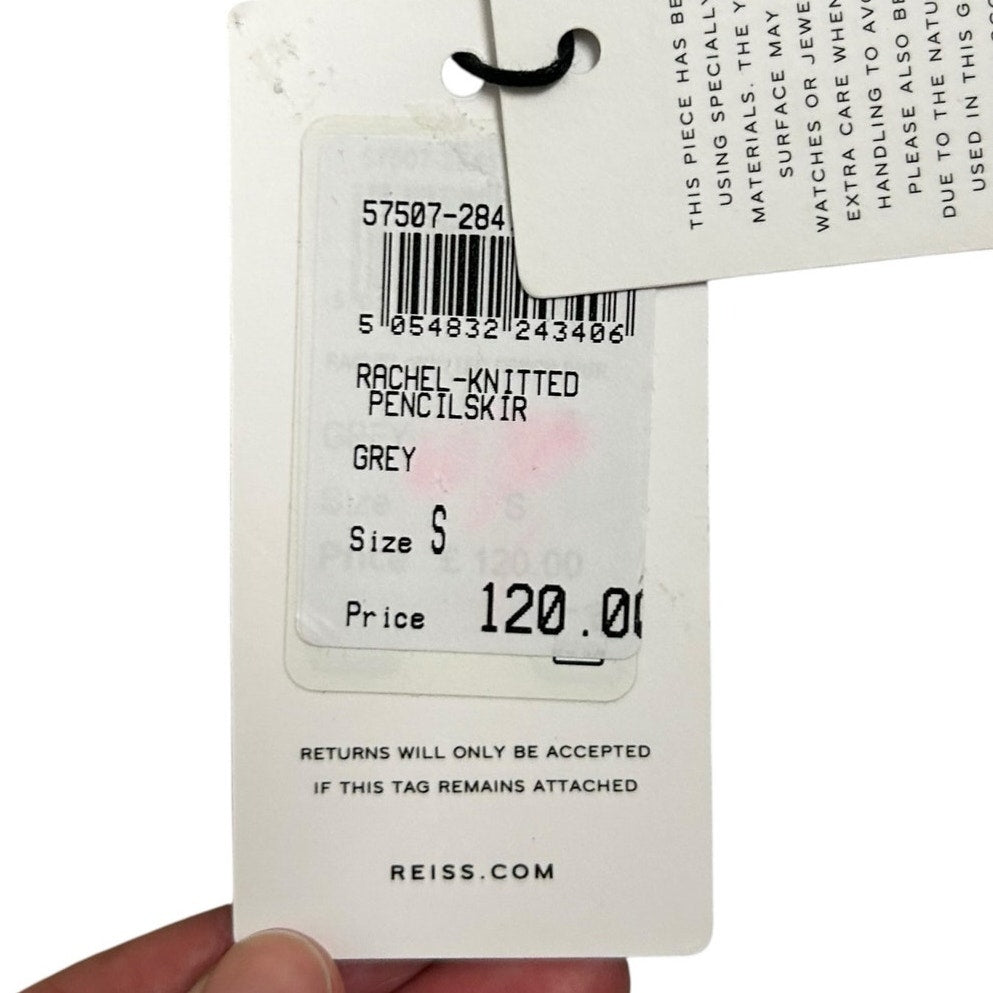 57507-284
5 054832 243406
RACHEL-KNITTED
PENCILSKIR
GREY
Size S
Price 120.00
RETURNS WILL ONLY BE ACCEPTED
IF THIS TAG REMAINS ATTACHED
REISS.COM
THIS PIECE HAS BE
USING SPECIALLY
MATERIALS. THE Y
SURFACE MAY
WATCHES OR JEWE
EXTRA CARE WHEN
HANDLING TO AVO
PLEASE ALSO BE
DUE TO THE NATU
USED IN THIS G